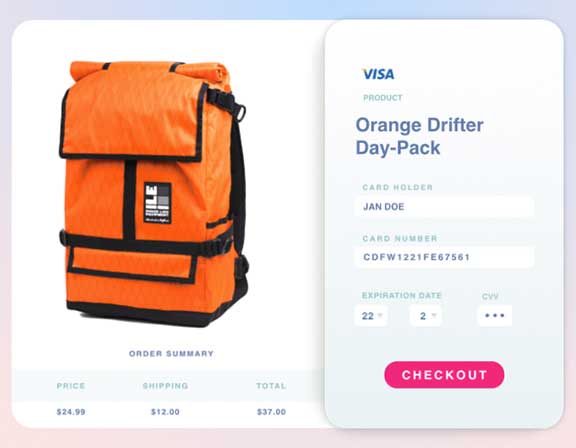 VISA
PRODUCT
Orange Drifter
Day-Pack
CARD HOLDER
JAN DOE
CARD NUMBER
CDFW1221FE67561
EXPIRATION DATE CVV
22 2 •••
CHECKOUT
ILE
ORDER SUMMARY
PRICE SHIPPING TOTAL
$24.99 $12.00 $37.00